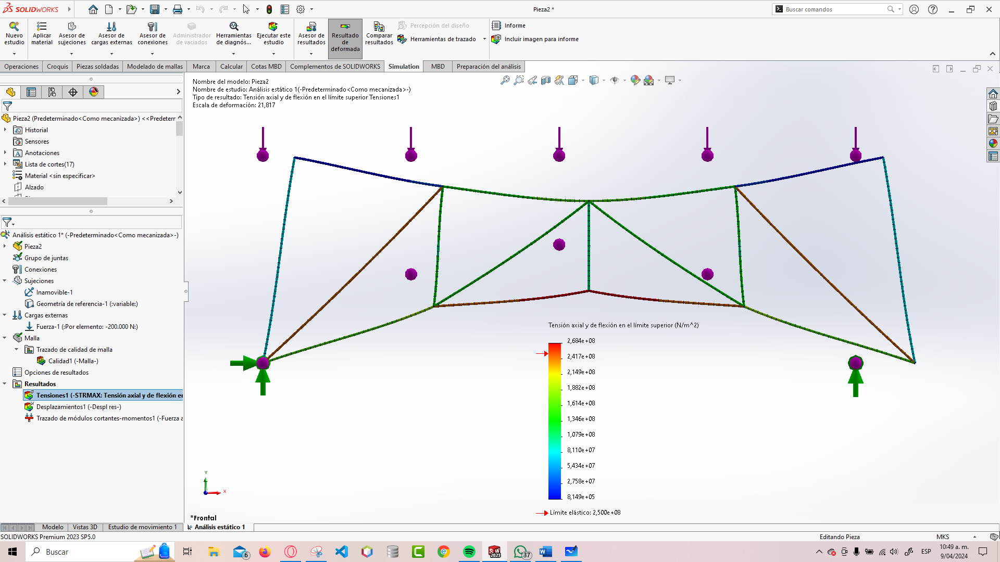 SOLIDWORKS
Pieza2 *
Buscar comandos
Nuevo estudio
Aplicar material
Asesor de sujeciones
Asesor de cargas externas
Asesor de conexiones
Administrador de vaciados
Herramientas de diagnós...
Ejecutar este estudio
Asesor de resultados
Resultado de deformada
Comparar resultados
Percepción del diseño
Herramientas de trazado
Informe
Incluir imagen para informe
Operaciones
Croquis
Piezas soldadas
Modelado de mallas
Marca
Calcular
Cotas MBD
Complementos de SOLIDWORKS
Simulation
MBD
Preparación del análisis
Pieza2 (Predeterminado<Como mecanizada>) <<Predetern
Historial
Sensores
Anotaciones
Lista de cortes(17)
Material <sin especificar>
Alzado
Análisis estático 1* (-Predeterminado<Como mecanizada>-)
Pieza2
Grupo de juntas
Conexiones
Sujeciones
Inamovible-1
Geometría de referencia-1 (:variable:)
Cargas externas
Fuerza-1 (:Por elemento: -200.000 N:)
Malla
Trazado de calidad de malla
Calidad1 (-Malla-)
Opciones de resultados
Resultados
Tensiones1 (-STRMAX: Tensión axial y de flexión en
Desplazamientos1 (-Despl res-)
Trazado de módulos cortantes-momentos1 (-Fuerza a
Nombre del modelo: Pieza2
Nombre de estudio: Análisis estático 1(-Predeterminado<Como mecanizada>-)
Tipo de resultado: Tensión axial y de flexión en el límite superior Tensiones1
Escala de deformación: 21,817
Tensión axial y de flexión en el límite superior (N/m^2)
2,684e+08
2,417e+08
2,149e+08
1,882e+08
1,614e+08
1,346e+08
1,079e+08
8,110e+07
5,434e+07
2,758e+07
8,149e+05
Límite elástico: 2,500e+08
Y
X
*Frontal
Modelo
Vistas 3D
Estudio de movimiento 1
Análisis estático 1
SOLIDWORKS Premium 2023 SP5.0
Editando Pieza
MKS
Buscar
6
SW
2023
37
ESP
10:49 a. m.
9/04/2024